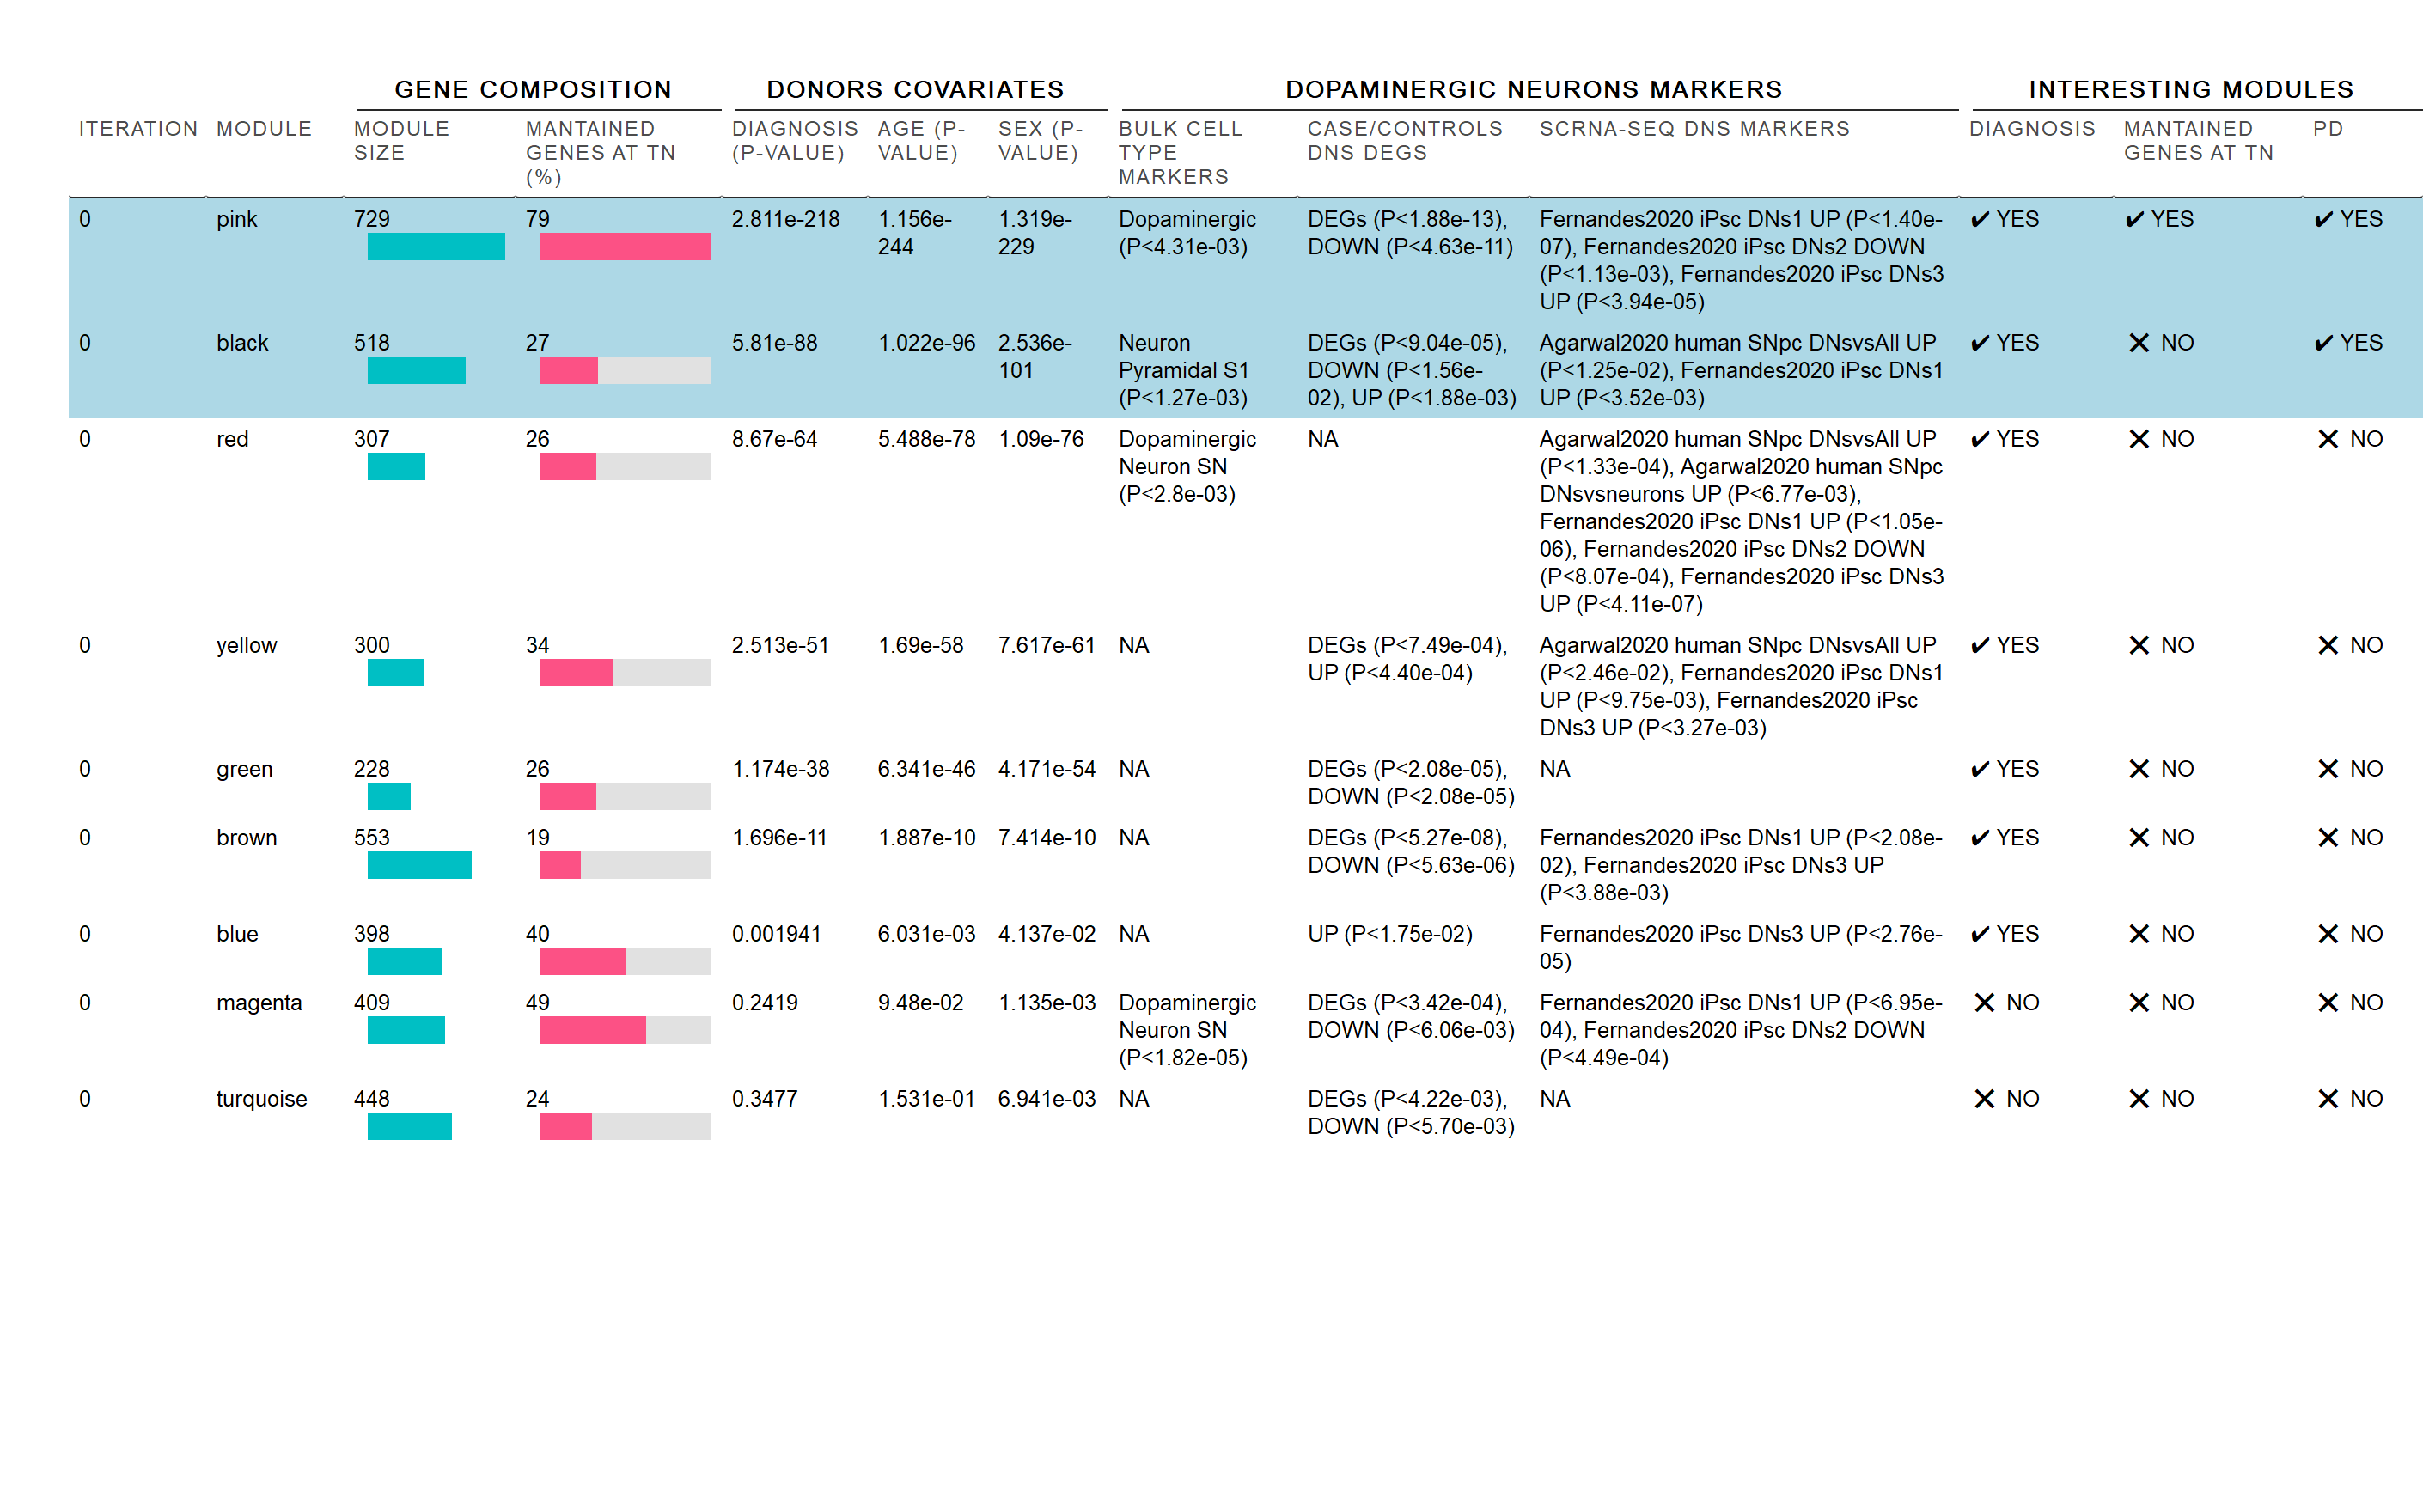 GENE COMPOSITION DONORS COVARIATES DOPAMINERGIC NEURONS MARKERS INTERESTING MODULES
ITERATION MODULE MODULE MANTAINED DIAGNOSIS AGE (P- SEX (P- BULK CELL CASE/CONTROLS SCRNA-SEQ DNS MARKERS DIAGNOSIS MANTAINED PD
SIZE GENES AT TN (P-VALUE) VALUE) VALUE) TYPE DNS DEGS GENES AT TN
(%) MARKERS
0 pink 729 79 2.811e-218 1.156e- 1.319e- Dopaminergic DEGs (P<1.88e-13), Fernandes2020 iPsc DNs1 UP (P<1.40e- ✔ YES ✔ YES ✔ YES
244 229 (P<4.31e-03) DOWN (P<4.63e-11) 07), Fernandes2020 iPsc DNs2 DOWN
(P<1.13e-03), Fernandes2020 iPsc DNs3
UP (P<3.94e-05)
0 black 518 27 5.81e-88 1.022e-96 2.536e- Neuron DEGs (P<9.04e-05), Agarwal2020 human SNpc DNsvsAll UP ✔ YES ✕ NO ✔ YES
101 Pyramidal S1 DOWN (P<1.56e- (P<1.25e-02), Fernandes2020 iPsc DNs1
(P<1.27e-03) 02), UP (P<1.88e-03) UP (P<3.52e-03)
0 red 307 26 8.67e-64 5.488e-78 1.09e-76 Dopaminergic NA Agarwal2020 human SNpc DNsvsAll UP ✔ YES ✕ NO ✕ NO
Neuron SN (P<1.33e-04), Agarwal2020 human SNpc
(P<2.8e-03) DNsvsneurons UP (P<6.77e-03),
Fernandes2020 iPsc DNs1 UP (P<1.05e-
06), Fernandes2020 iPsc DNs2 DOWN
(P<8.07e-04), Fernandes2020 iPsc DNs3
UP (P<4.11e-07)
0 yellow 300 34 2.513e-51 1.69e-58 7.617e-61 NA DEGs (P<7.49e-04), Agarwal2020 human SNpc DNsvsAll UP ✔ YES ✕ NO ✕ NO
UP (P<4.40e-04) (P<2.46e-02), Fernandes2020 iPsc DNs1
UP (P<9.75e-03), Fernandes2020 iPsc
DNs3 UP (P<3.27e-03)
0 green 228 26 1.174e-38 6.341e-46 4.171e-54 NA DEGs (P<2.08e-05), NA ✔ YES ✕ NO ✕ NO
DOWN (P<2.08e-05)
0 brown 553 19 1.696e-11 1.887e-10 7.414e-10 NA DEGs (P<5.27e-08), Fernandes2020 iPsc DNs1 UP (P<2.08e- ✔ YES ✕ NO ✕ NO
DOWN (P<5.63e-06) 02), Fernandes2020 iPsc DNs3 UP
(P<3.88e-03)
0 blue 398 40 0.001941 6.031e-03 4.137e-02 NA UP (P<1.75e-02) Fernandes2020 iPsc DNs3 UP (P<2.76e- ✔ YES ✕ NO ✕ NO
05)
0 magenta 409 49 0.2419 9.48e-02 1.135e-03 Dopaminergic DEGs (P<3.42e-04), Fernandes2020 iPsc DNs1 UP (P<6.95e- ✕ NO ✕ NO ✕ NO
Neuron SN DOWN (P<6.06e-03) 04), Fernandes2020 iPsc DNs2 DOWN
(P<1.82e-05) (P<4.49e-04)
0 turquoise 448 24 0.3477 1.531e-01 6.941e-03 NA DEGs (P<4.22e-03), NA ✕ NO ✕ NO ✕ NO
DOWN (P<5.70e-03)